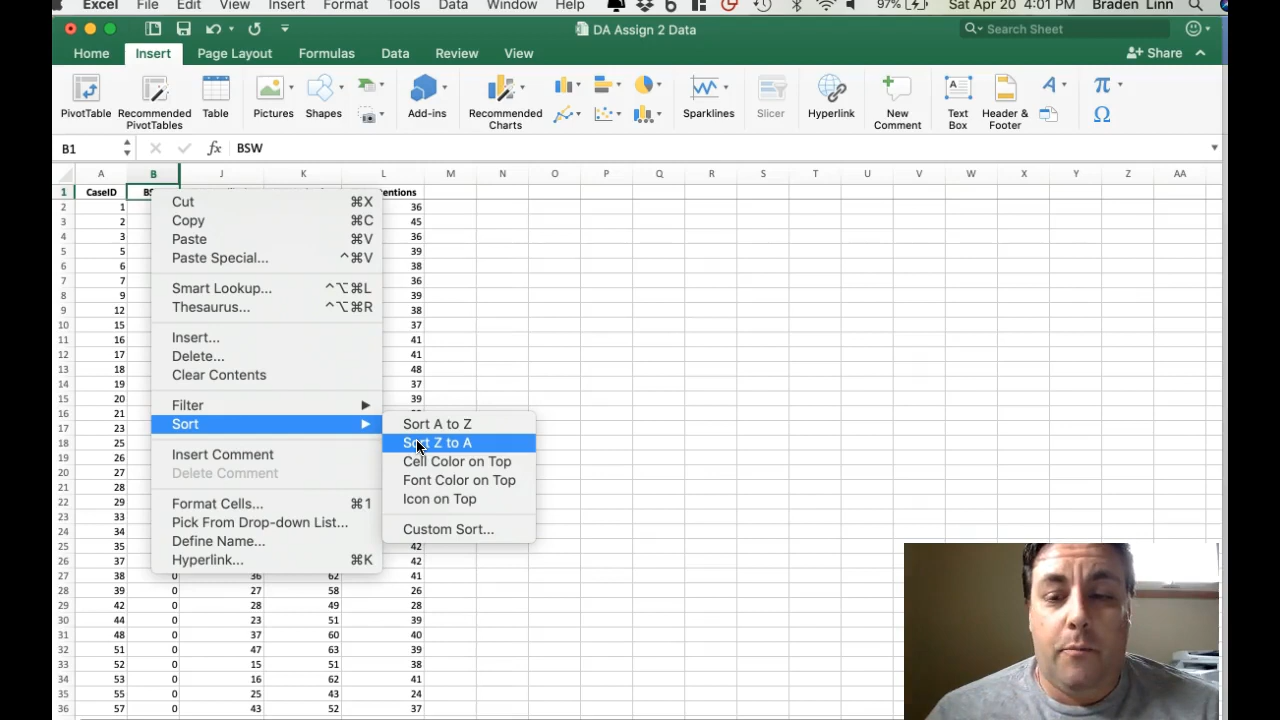 Excel File Edit View Insert Format Tools Data Window Help 97% Sat Apr 20 4:01 PM Braden Linn
DA Assign 2 Data Search Sheet
Home Insert Page Layout Formulas Data Review View Share
PivotTable Recommended PivotTables Table Pictures Shapes Add-ins Recommended Charts Sparklines Slicer Hyperlink New Comment Text Box Header & Footer
B1 fx BSW
A B J K L M N O P Q R S T U V W X Y Z AA
1 CaseID
2 1 36
3 2 45
4 3 36
5 5 39
6 6 38
7 7 36
8 9 39
9 12 38
10 15 37
11 16 41
12 17 41
13 18 48
14 19 37
15 20 39
16 21
17 23
18 25
19 26
20 27
21 28
22 29
23 33
24 34
25 35 42
26 37 42
27 38 0 36 62 41
28 39 0 27 58 26
29 42 0 28 49 28
30 44 0 23 51 39
31 48 0 37 60 40
32 51 0 47 63 39
33 52 0 15 51 38
34 53 0 16 62 41
35 55 0 25 43 24
36 57 0 43 52 37
Cut ⌘X
Copy ⌘C
Paste ⌘V
Paste Special... ^⌘V
Smart Lookup... ^⌥⌘L
Thesaurus... ^⌥⌘R
Insert...
Delete...
Clear Contents
Filter
Sort
Insert Comment
Delete Comment
Format Cells... ⌘1
Pick From Drop-down List...
Define Name...
Hyperlink... ⌘K
Sort A to Z
Sort Z to A
Cell Color on Top
Font Color on Top
Icon on Top
Custom Sort...